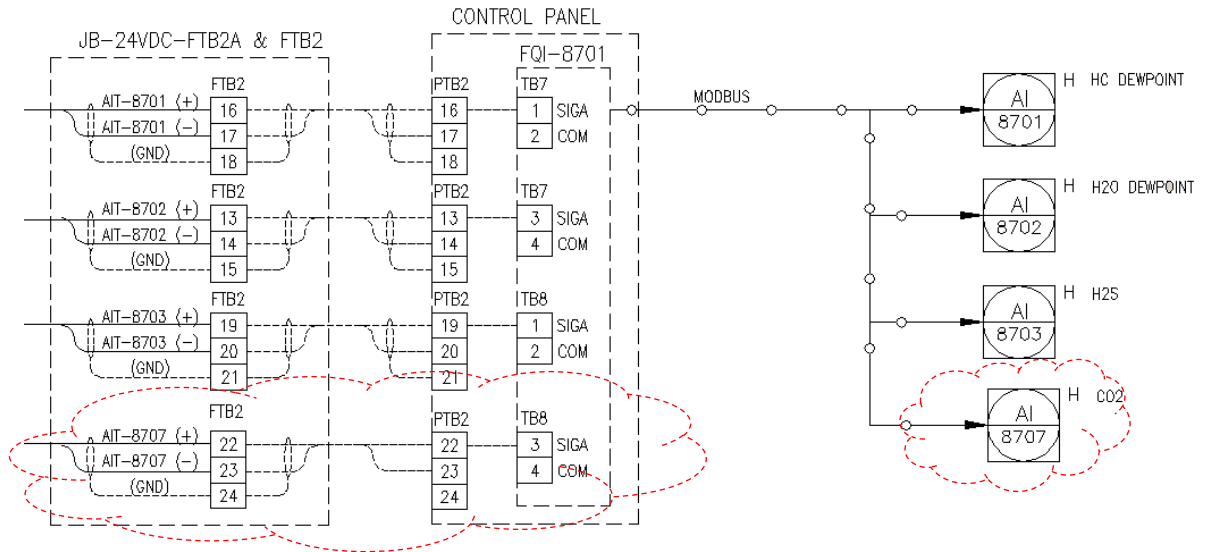 CONTROL PANEL
JB-24VDC-FTB2A & FTB2
FQI-8701
FTB2
PTB2
TB7
AIT-8701 (+)
16
16
1 SIGA
AIT-8701 (-)
17
17
2 COM
(GND)
18
18
MODBUS
AI
8701
H HC DEWPOINT
FTB2
PTB2
TB7
AIT-8702 (+)
13
13
3 SIGA
AIT-8702 (-)
14
14
4 COM
(GND)
15
15
AI
8702
H H2O DEWPOINT
FTB2
PTB2
TB8
AIT-8703 (+)
19
19
1 SIGA
AIT-8703 (-)
20
20
2 COM
(GND)
21
21
AI
8703
H H2S
FTB2
PTB2
TB8
AIT-8707 (+)
22
22
3 SIGA
AIT-8707 (-)
23
23
4 COM
(GND)
24
24
AI
8707
H CO2